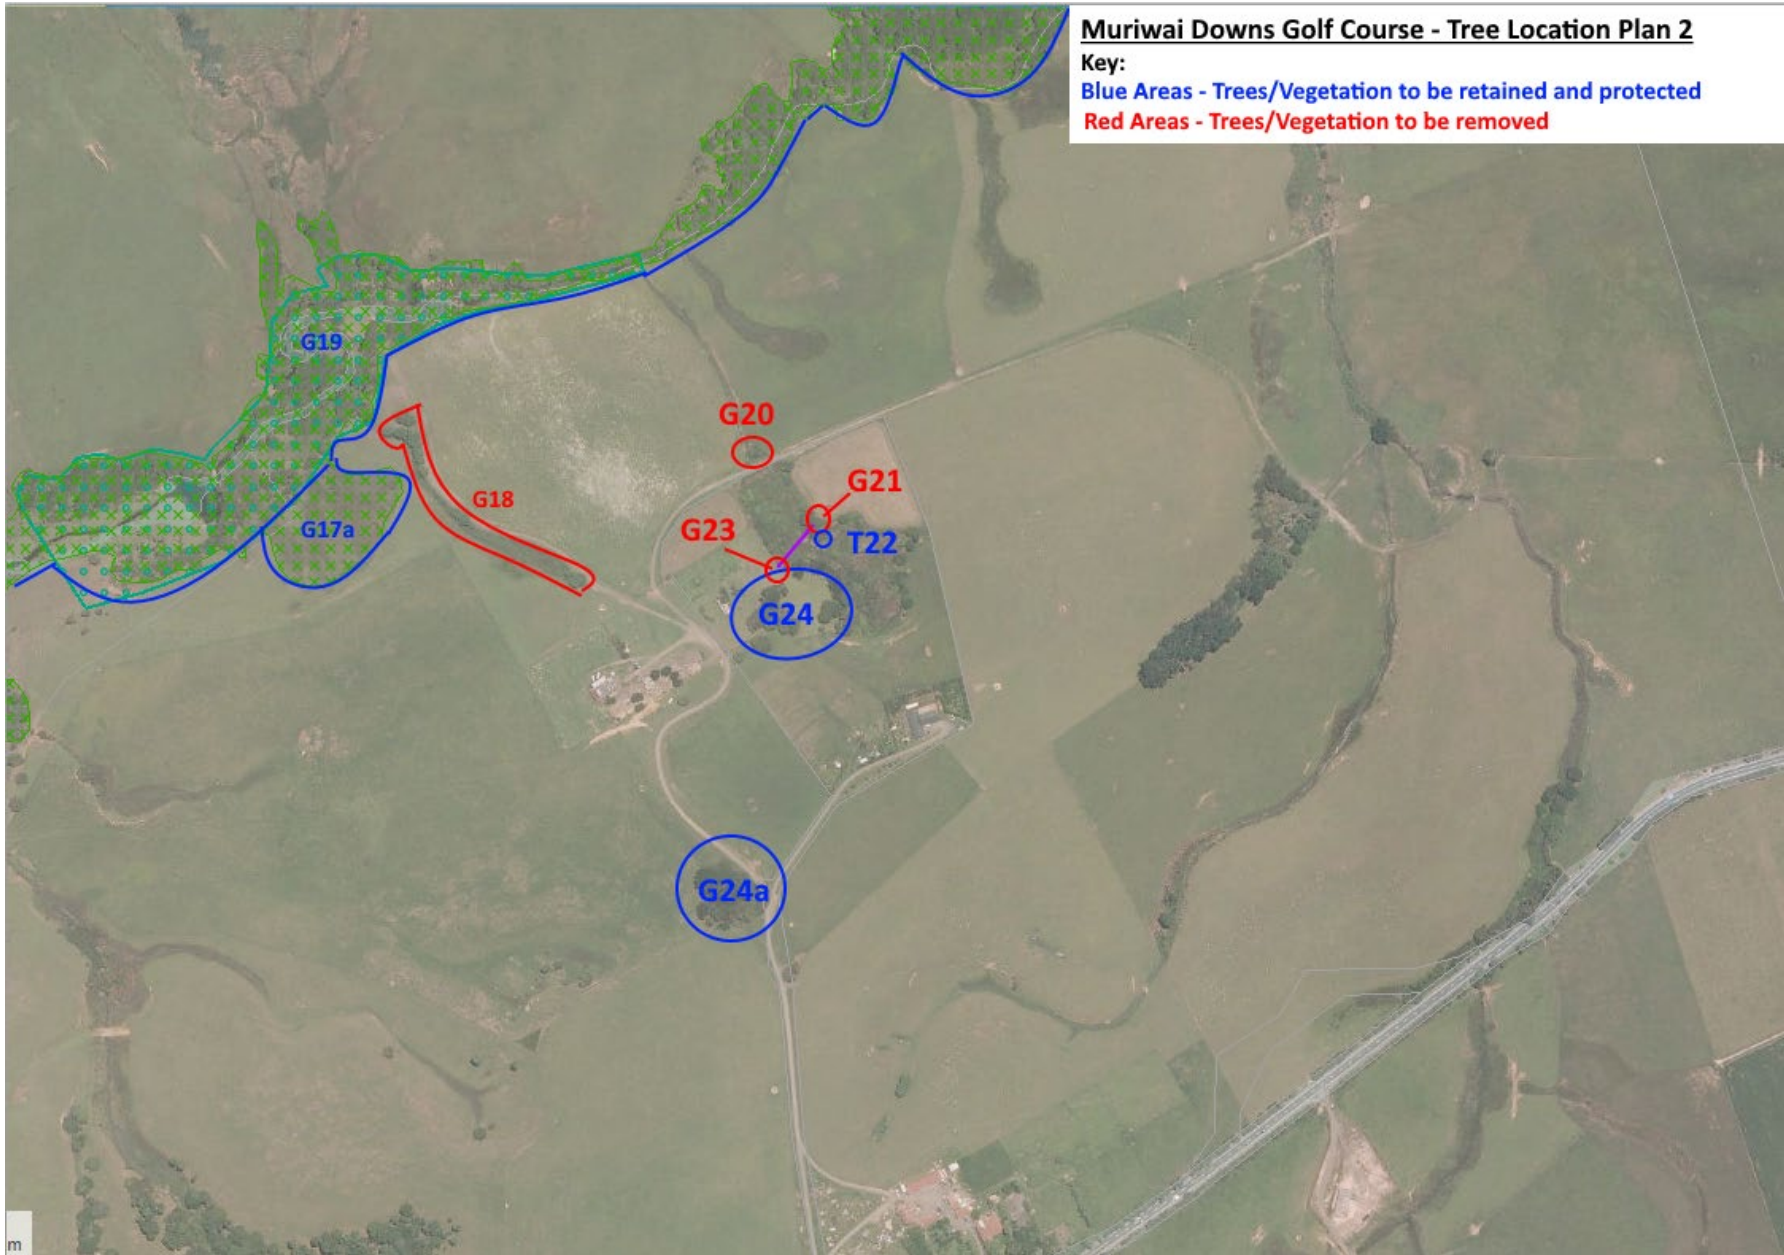 Muriwai Downs Golf Course - Tree Location Plan 2
Key:
Blue Areas - Trees/Vegetation to be retained and protected
Red Areas - Trees/Vegetation to be removed
G19
G20
G21
G18
G17a
G23
T22
G24
G24a
m